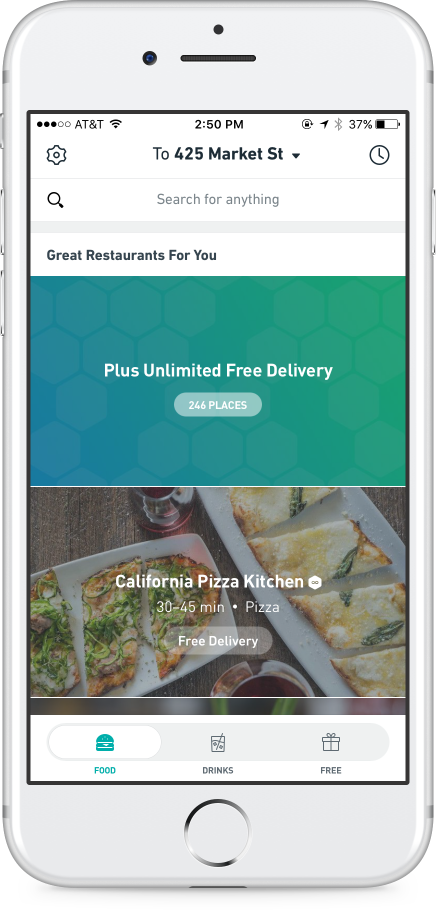 AT&T 2:50 PM 37%
To 425 Market St
Search for anything
Great Restaurants For You
Plus Unlimited Free Delivery
246 PLACES
California Pizza Kitchen
30–45 min • Pizza
Free Delivery
FOOD DRINKS FREE